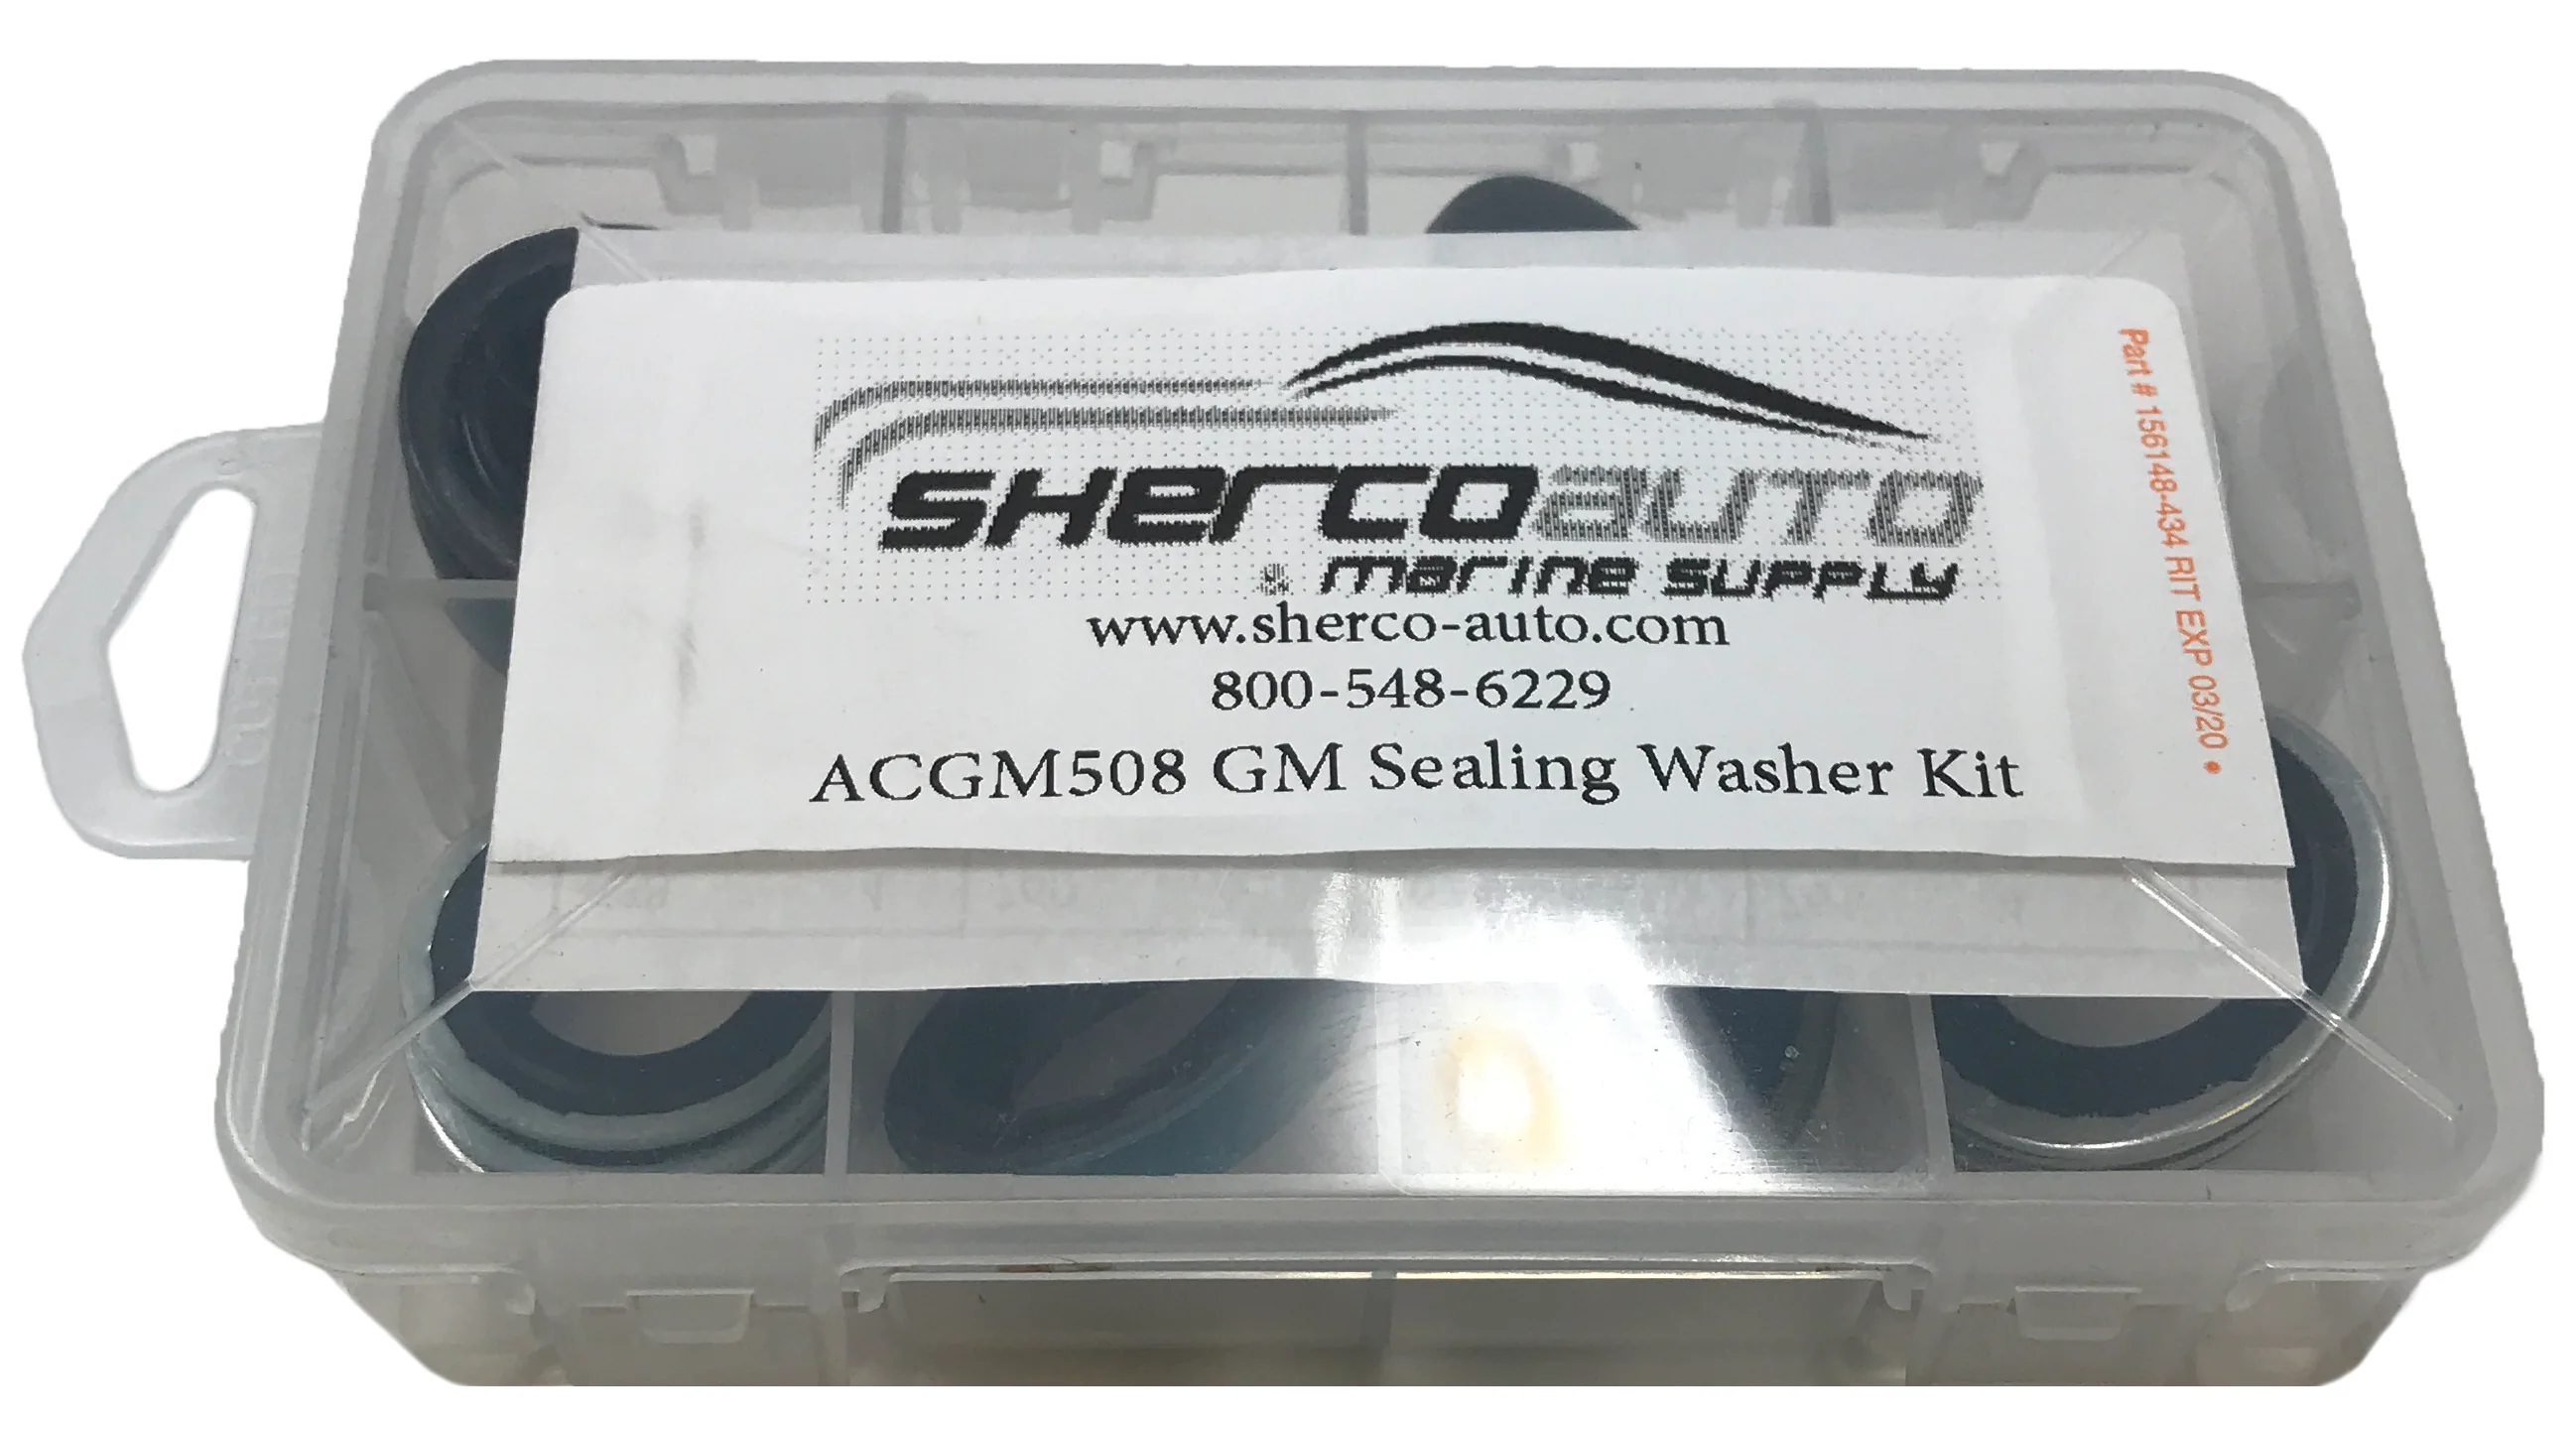 sHercoauto
& marine supply
www.sherco-auto.com
800-548-6229
ACGM508 GM Sealing Washer Kit
Part # 156148-434 RIT EXP 03/20 •